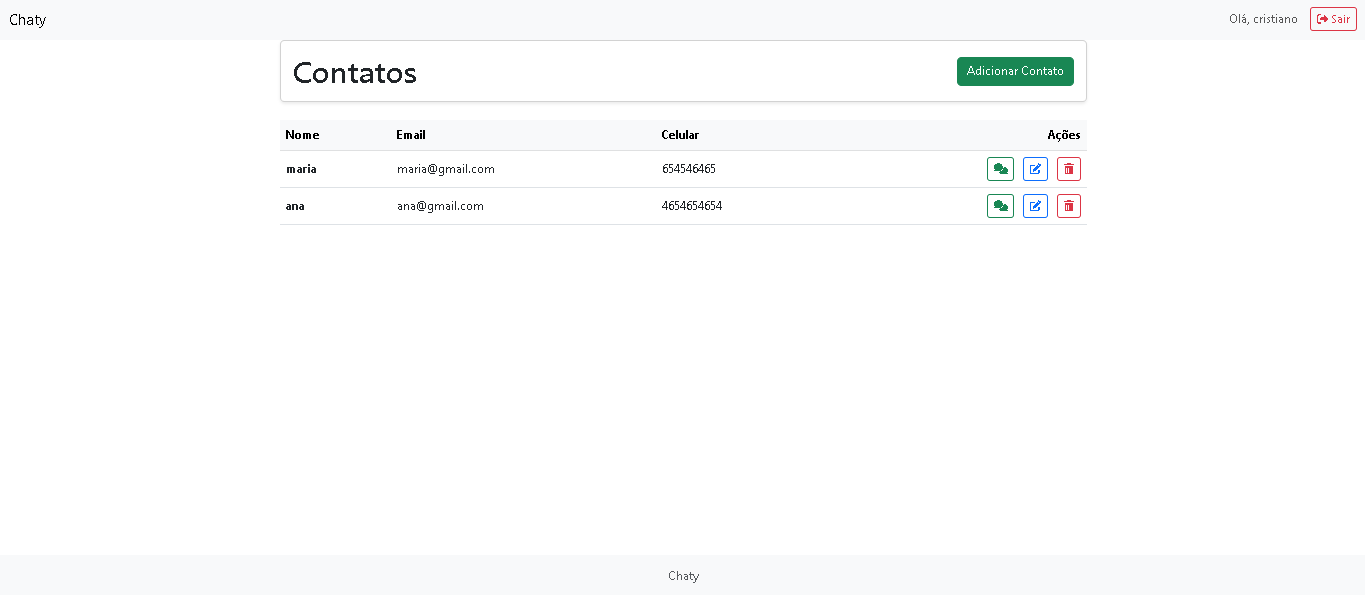 Chaty Olá, cristiano Sair
Contatos Adicionar Contato
Nome Email Celular Ações
maria maria@gmail.com 654546465
ana ana@gmail.com 4654654654
Chaty